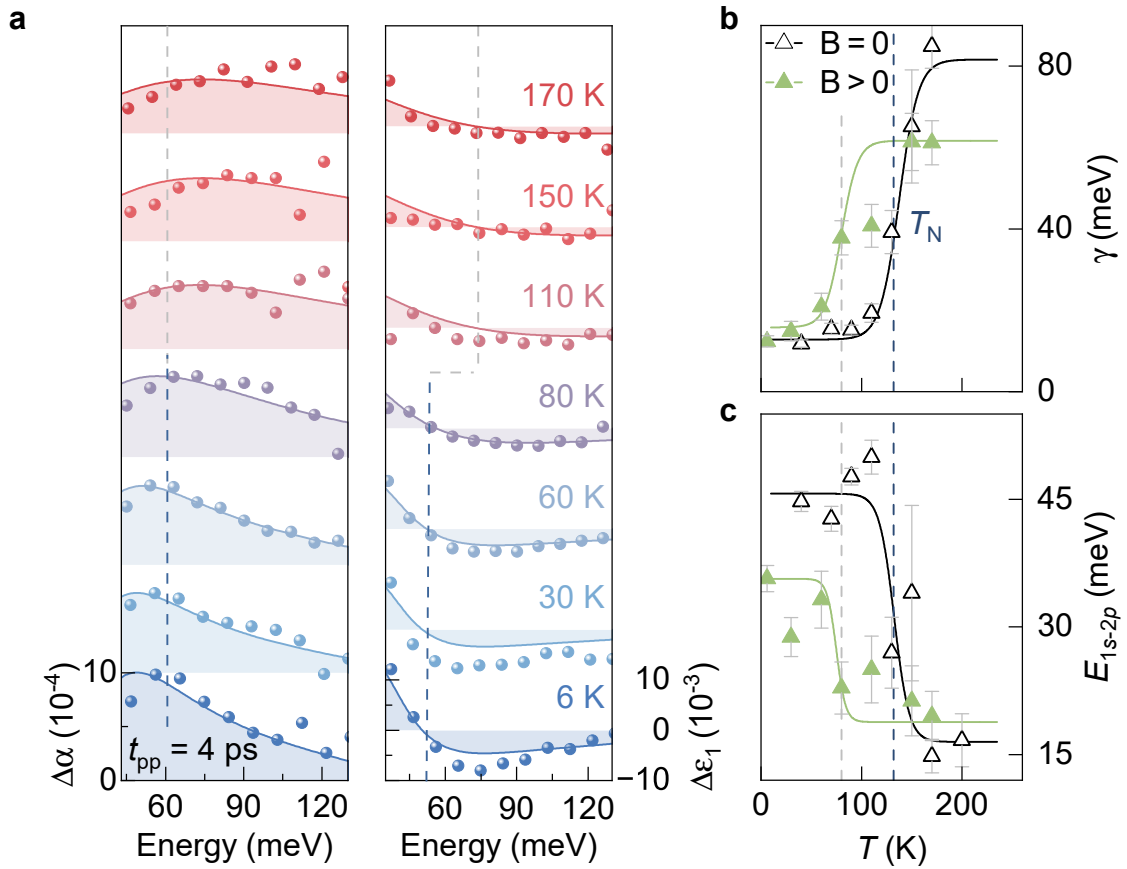 a
170 K
150 K
110 K
80 K
60 K
30 K
6 K
Δα (10⁻⁴)
10
0
t_pp = 4 ps
60 90 120
Energy (meV)
60 90 120
Energy (meV)
10
0
−10
Δε₁ (10⁻³)
b
B = 0
B > 0
T_N
80
40
0
γ (meV)
c
45
30
15
E_1s-2p (meV)
0 100 200
T (K)